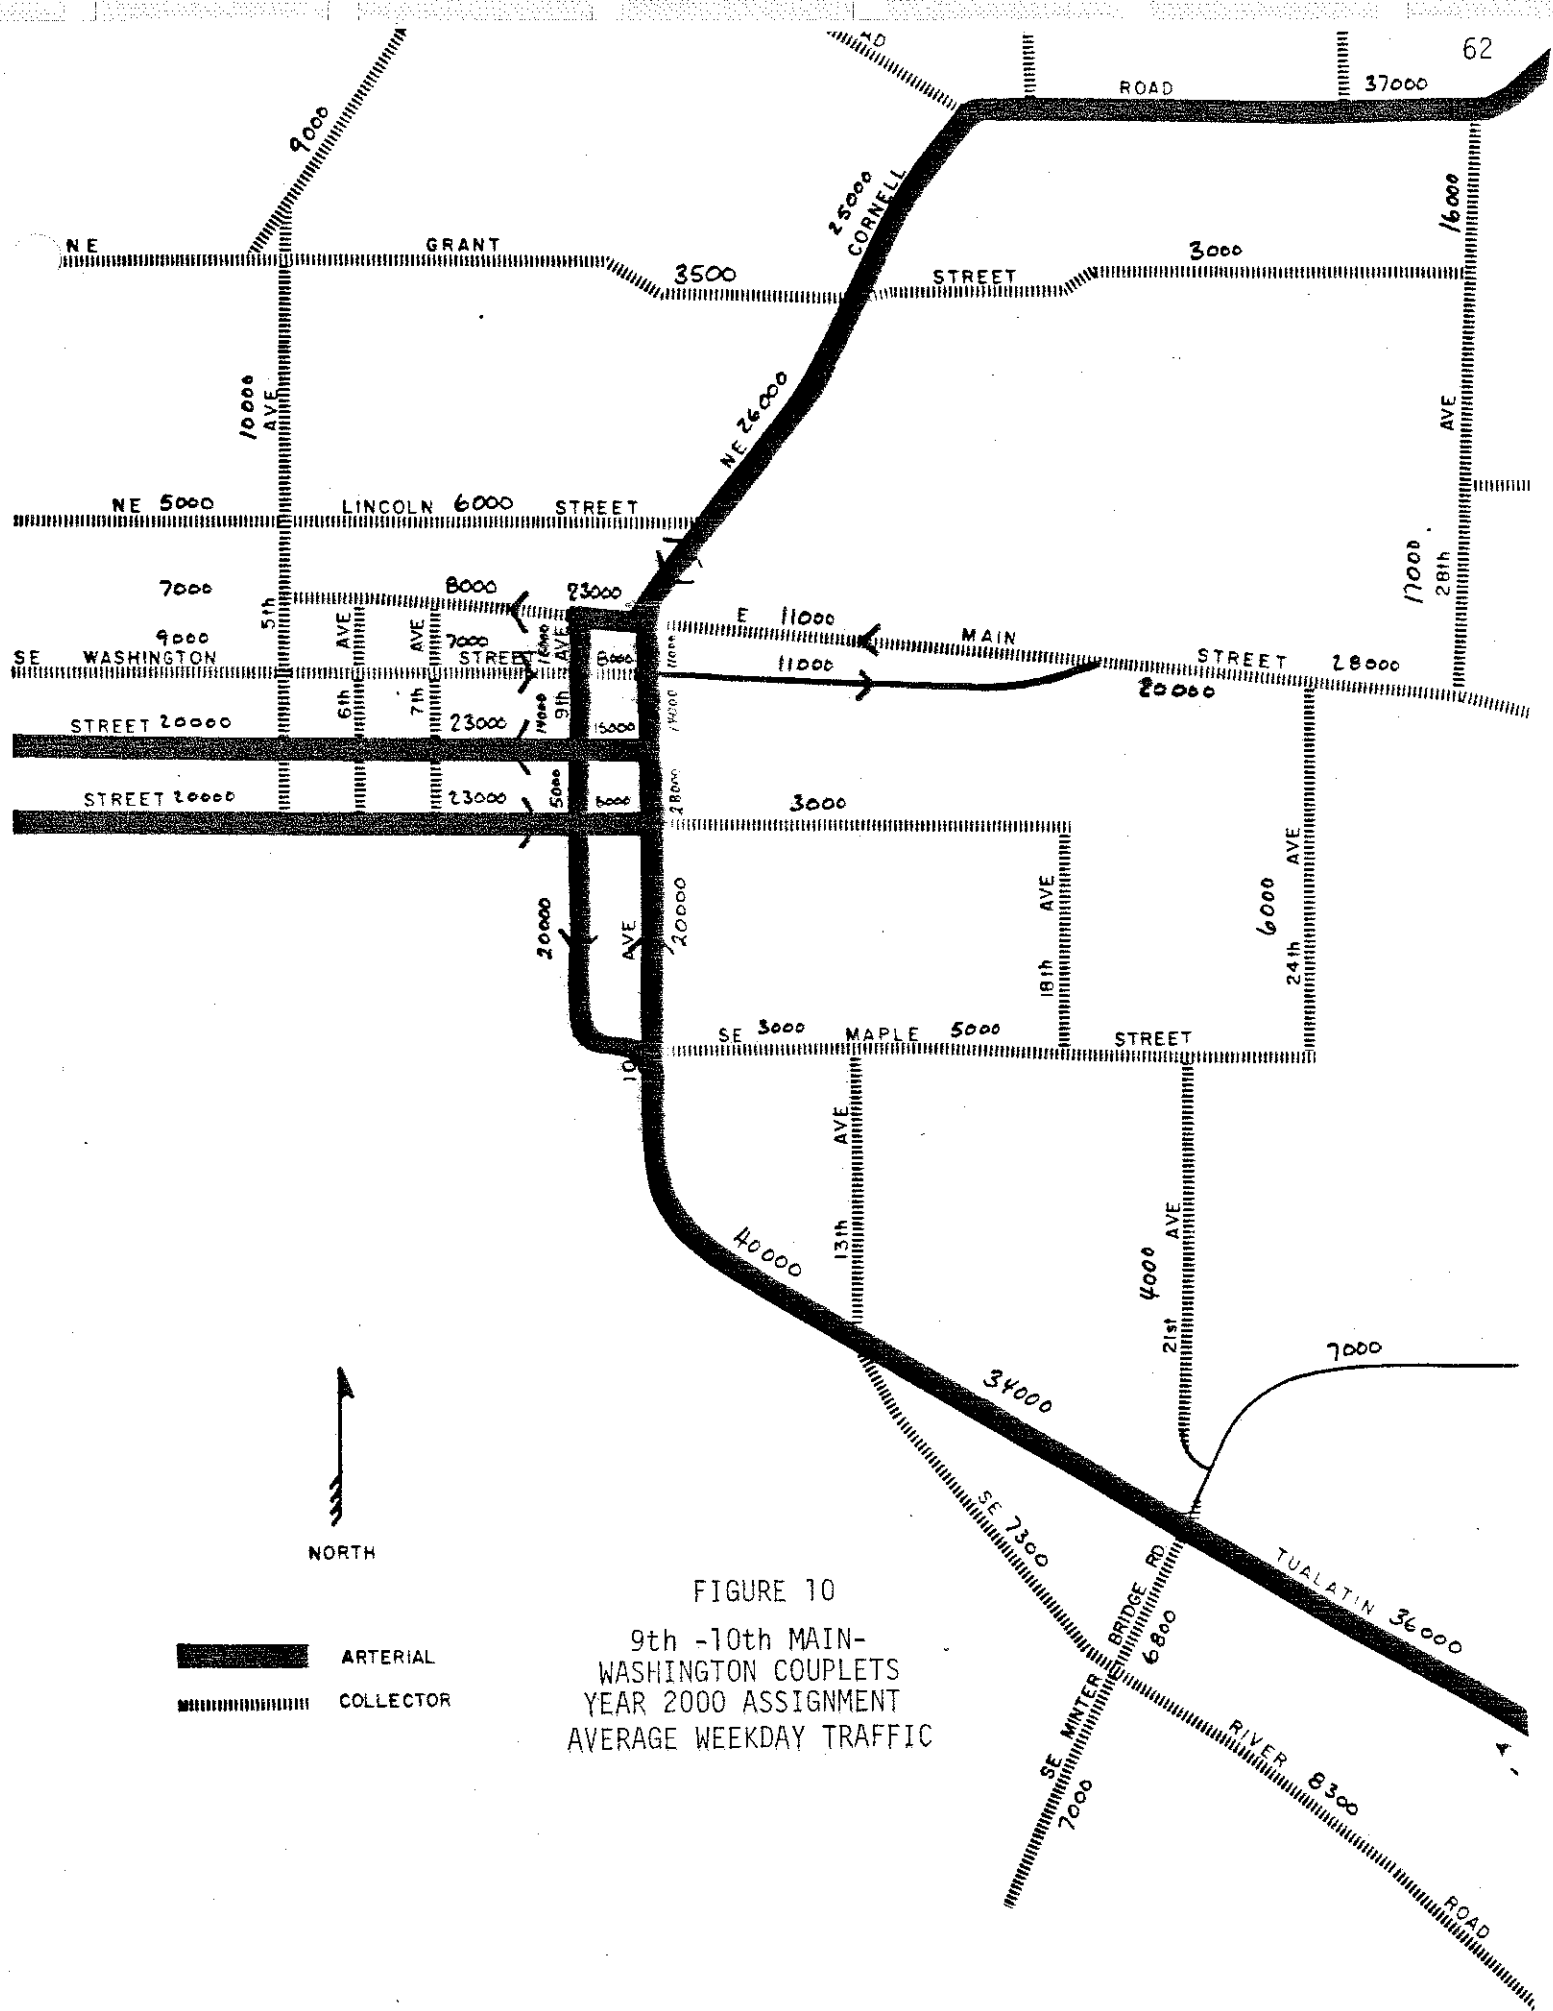 62
ROAD 37000
9000
25000
CORNELL
16000
NE GRANT
3500
STREET
3000
10000
AVE
NE 26000
AVE
NE 5000 LINCOLN 6000 STREET
17000
28th
7000
8000
23000
5th
AVE
AVE
AVE
E 11000 MAIN
STREET 28000
9000
7000
SE WASHINGTON STREET
8000
11000
11000
20000
6th
7th
9th
14000
14000
STREET 20000
23000
15000
STREET 20000
23000
5000
28000
3000
20000
AVE
20000
18th AVE
6000
24th AVE
10
SE 3000 MAPLE 5000 STREET
13th AVE
40000
4000
21st AVE
34000
7000
NORTH
SE 7300
TUALATIN 36000
SE MINTER BRIDGE RD
6800
7000
RIVER 8300
ROAD
FIGURE 10
9th -10th MAIN-
WASHINGTON COUPLETS
YEAR 2000 ASSIGNMENT
AVERAGE WEEKDAY TRAFFIC
ARTERIAL
COLLECTOR